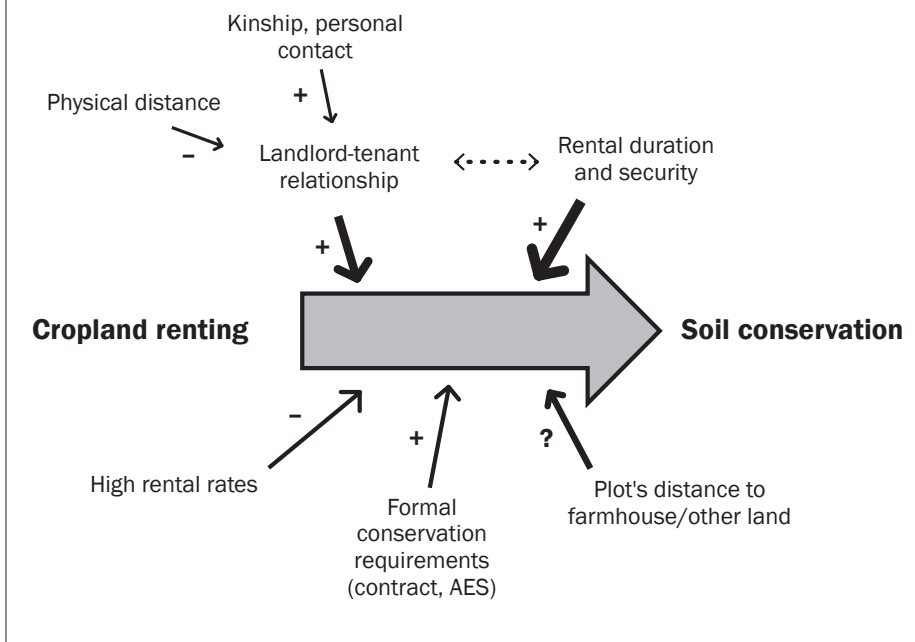 Kinship, personal
contact
+
Physical distance
–
Landlord-tenant
relationship
Rental duration
and security
+
+
Cropland renting
Soil conservation
–
+
?
High rental rates
Formal
conservation
requirements
(contract, AES)
Plot's distance to
farmhouse/other land